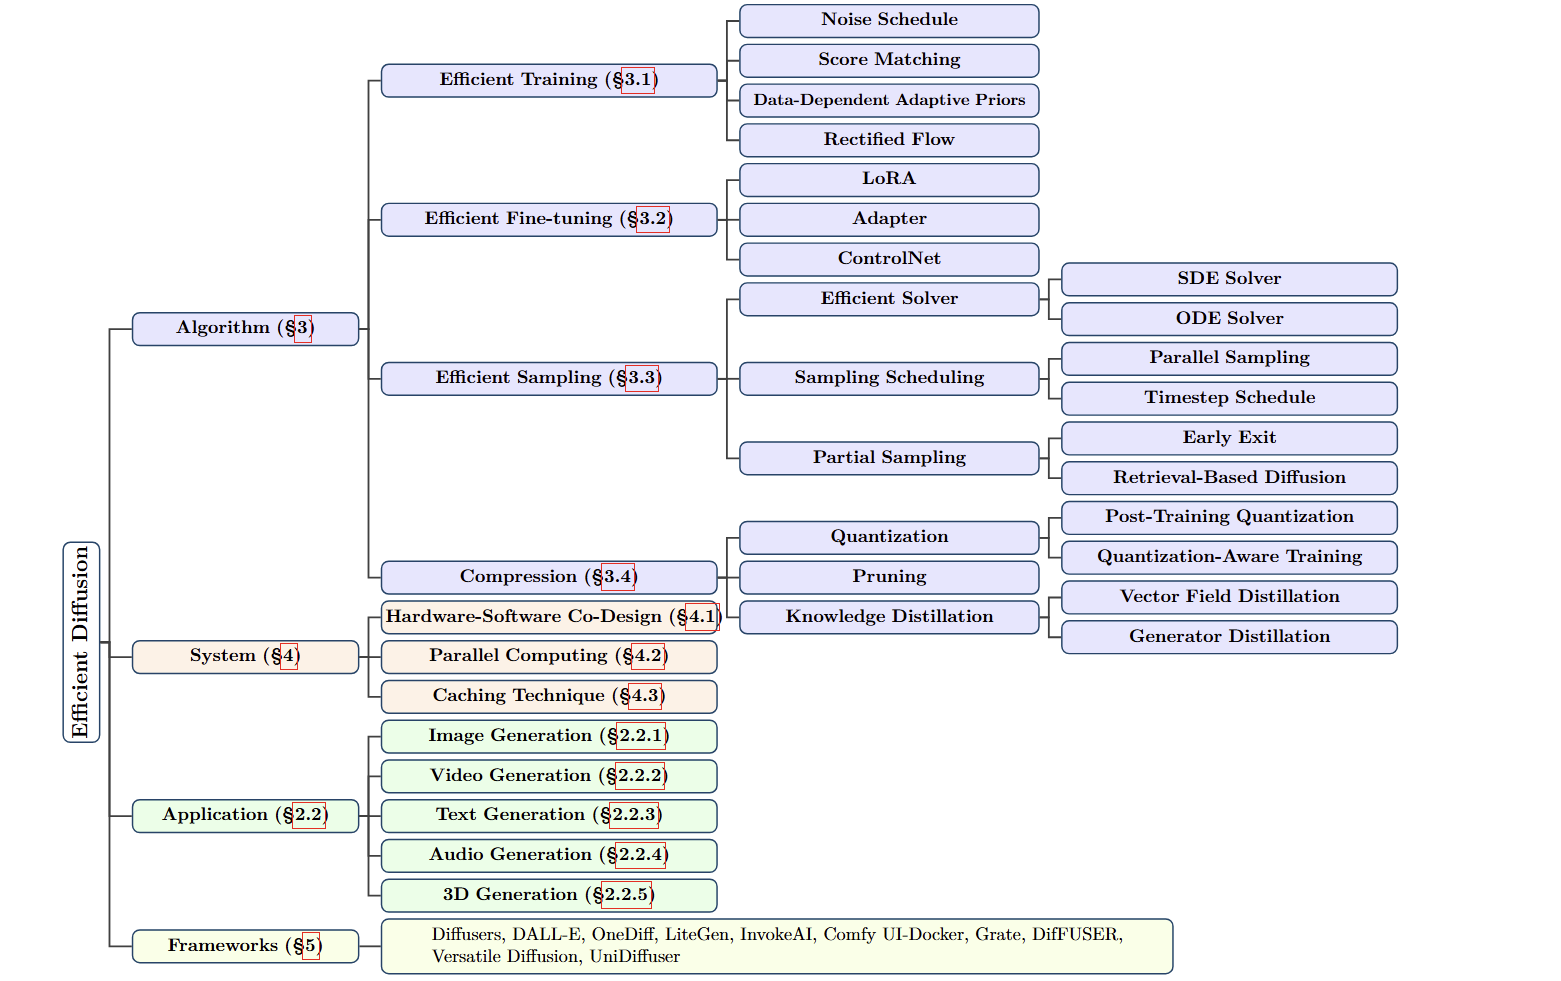 Efficient Diffusion
Algorithm (§3)
Efficient Training (§3.1)
Noise Schedule
Score Matching
Data-Dependent Adaptive Priors
Rectified Flow
Efficient Fine-tuning (§3.2)
LoRA
Adapter
ControlNet
Efficient Sampling (§3.3)
Efficient Solver
SDE Solver
ODE Solver
Sampling Scheduling
Parallel Sampling
Timestep Schedule
Partial Sampling
Early Exit
Retrieval-Based Diffusion
Compression (§3.4)
Quantization
Post-Training Quantization
Quantization-Aware Training
Pruning
Knowledge Distillation
Vector Field Distillation
Generator Distillation
System (§4)
Hardware-Software Co-Design (§4.1)
Parallel Computing (§4.2)
Caching Technique (§4.3)
Application (§2.2)
Image Generation (§2.2.1)
Video Generation (§2.2.2)
Text Generation (§2.2.3)
Audio Generation (§2.2.4)
3D Generation (§2.2.5)
Frameworks (§5)
Diffusers, DALL-E, OneDiff, LiteGen, InvokeAI, Comfy UI-Docker, Grate, DifFUSER,
Versatile Diffusion, UniDiffuser